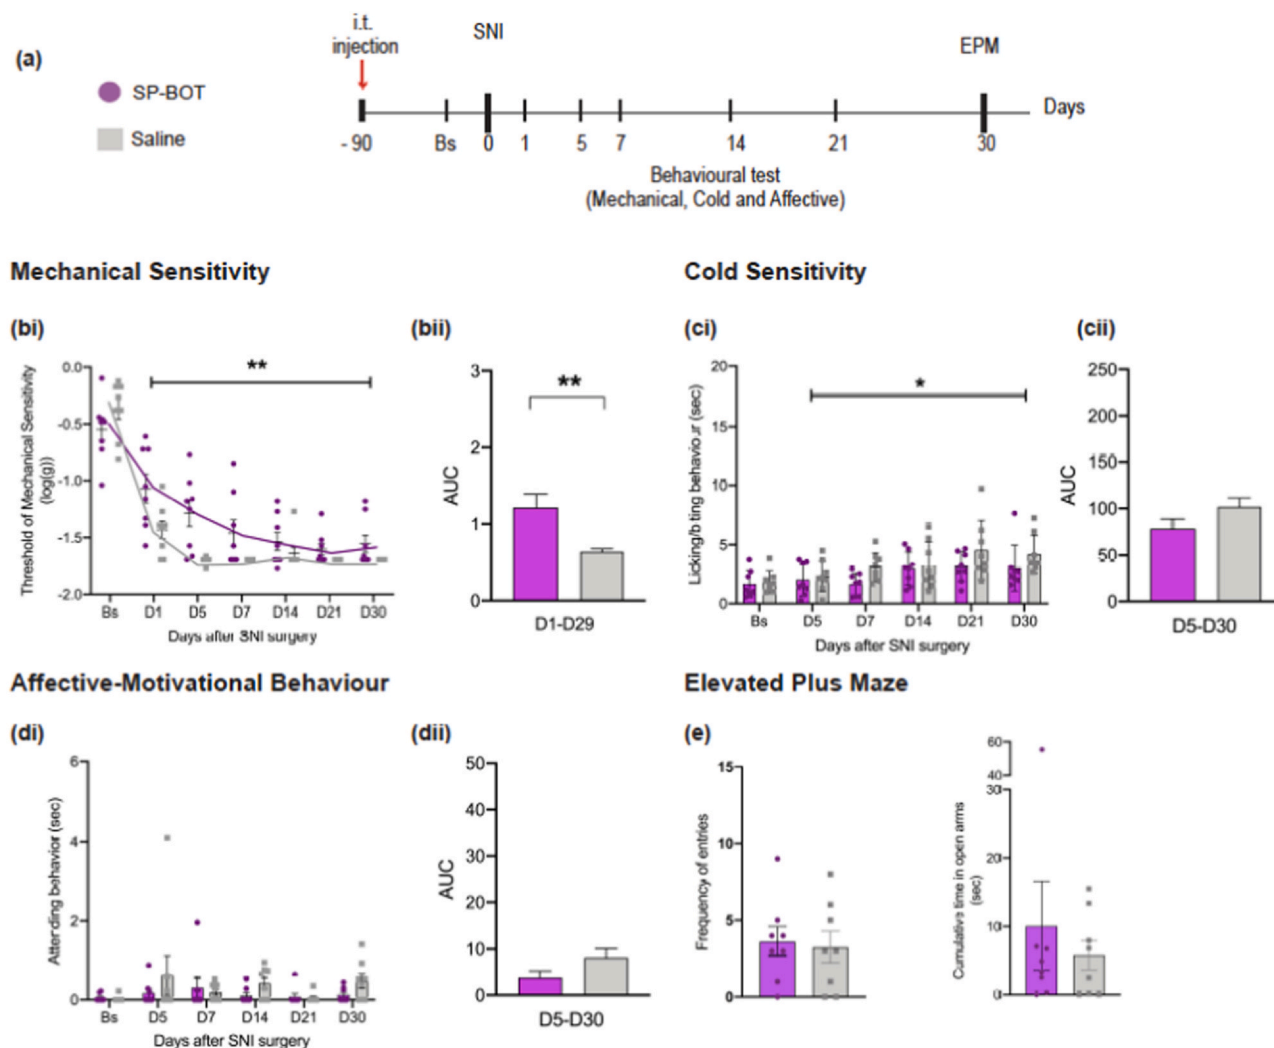 (a)
SP-BOT
Saline
i.t.
injection
SNI
EPM
Days
- 90 Bs 0 1 5 7 14 21 30
Behavioural test
(Mechanical, Cold and Affective)
Mechanical Sensitivity
(bi)
Threshold of Mechanical Sensitivity
(log(g))
0.0
-0.5
-1.0
-1.5
-2.0
**
Bs D1 D5 D7 D14 D21 D30
Days after SNI surgery
(bii)
AUC
3
2
1
0
**
D1-D29
Cold Sensitivity
(ci)
Licking/biting behaviour (sec)
20
15
10
5
0
*
Bs D5 D7 D14 D21 D30
Days after SNI surgery
(cii)
AUC
250
200
150
100
50
0
D5-D30
Affective-Motivational Behaviour
(di)
Attending behavior (sec)
6
4
2
0
Bs D5 D7 D14 D21 D30
Days after SNI surgery
(dii)
AUC
50
40
30
20
10
0
D5-D30
Elevated Plus Maze
(e)
Frequency of entries
15
10
5
0
Cumulative time in open arms
(sec)
60
40
30
20
10
0